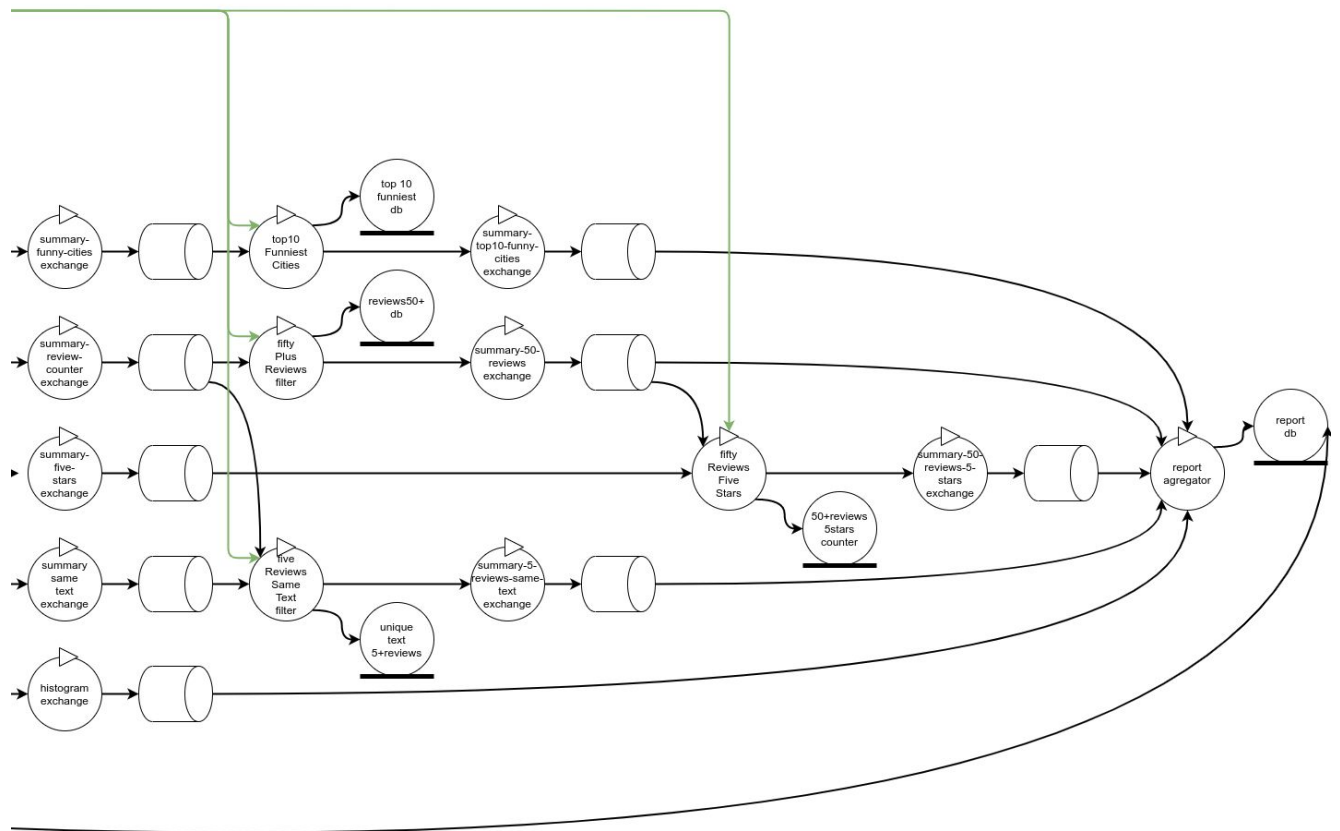 top 10
funniest
db
summary-
funny-cities
exchange
top10
Funniest
Cities
summary-
top10-funny-
cities
exchange
reviews50+
db
summary-
review-
counter
exchange
fifty
Plus
Reviews
filter
summary-50-
reviews
exchange
summary-
five-
stars
exchange
fifty
Reviews
Five
Stars
summary-50-
reviews-5-
stars
exchange
report
agregator
report
db
50+reviews
5stars
counter
summary
same
text
exchange
five
Reviews
Same
Text
filter
summary-5-
reviews-same-
text
exchange
unique
text
5+reviews
histogram
exchange